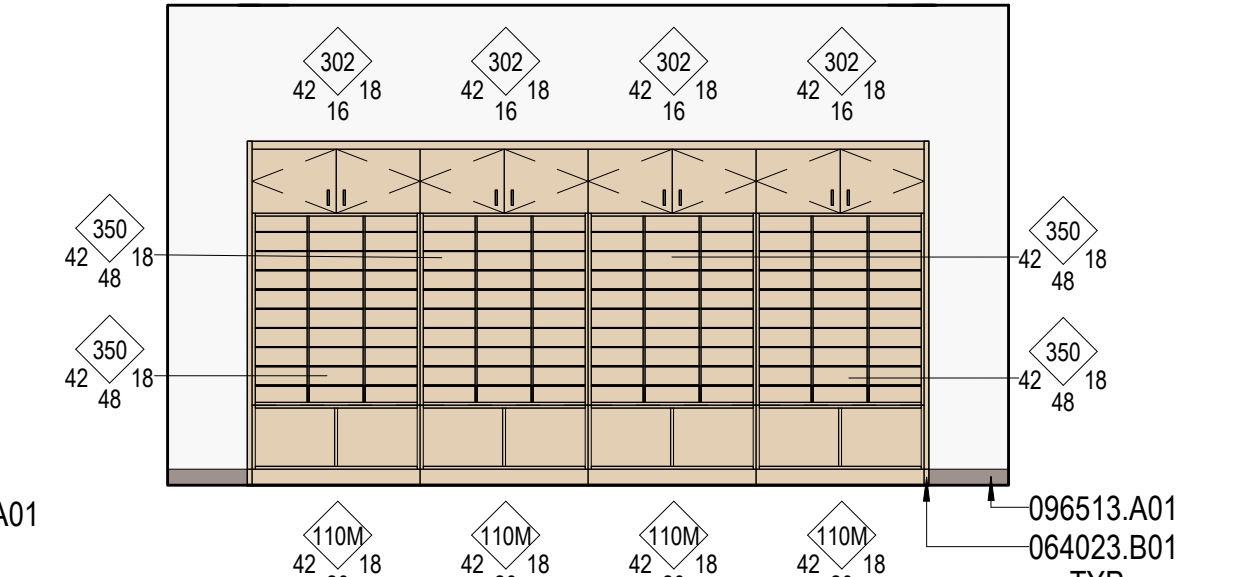 302 302 302 302
42 18 42 18 42 18 42 18
16 16 16 16
350 350
42 18 42 18
48 48
350 350
42 18 42 18
48 48
096513.A01
A01
110M 110M 110M 110M
064023.B01
42 18 42 18 42 18 42 18
TYP